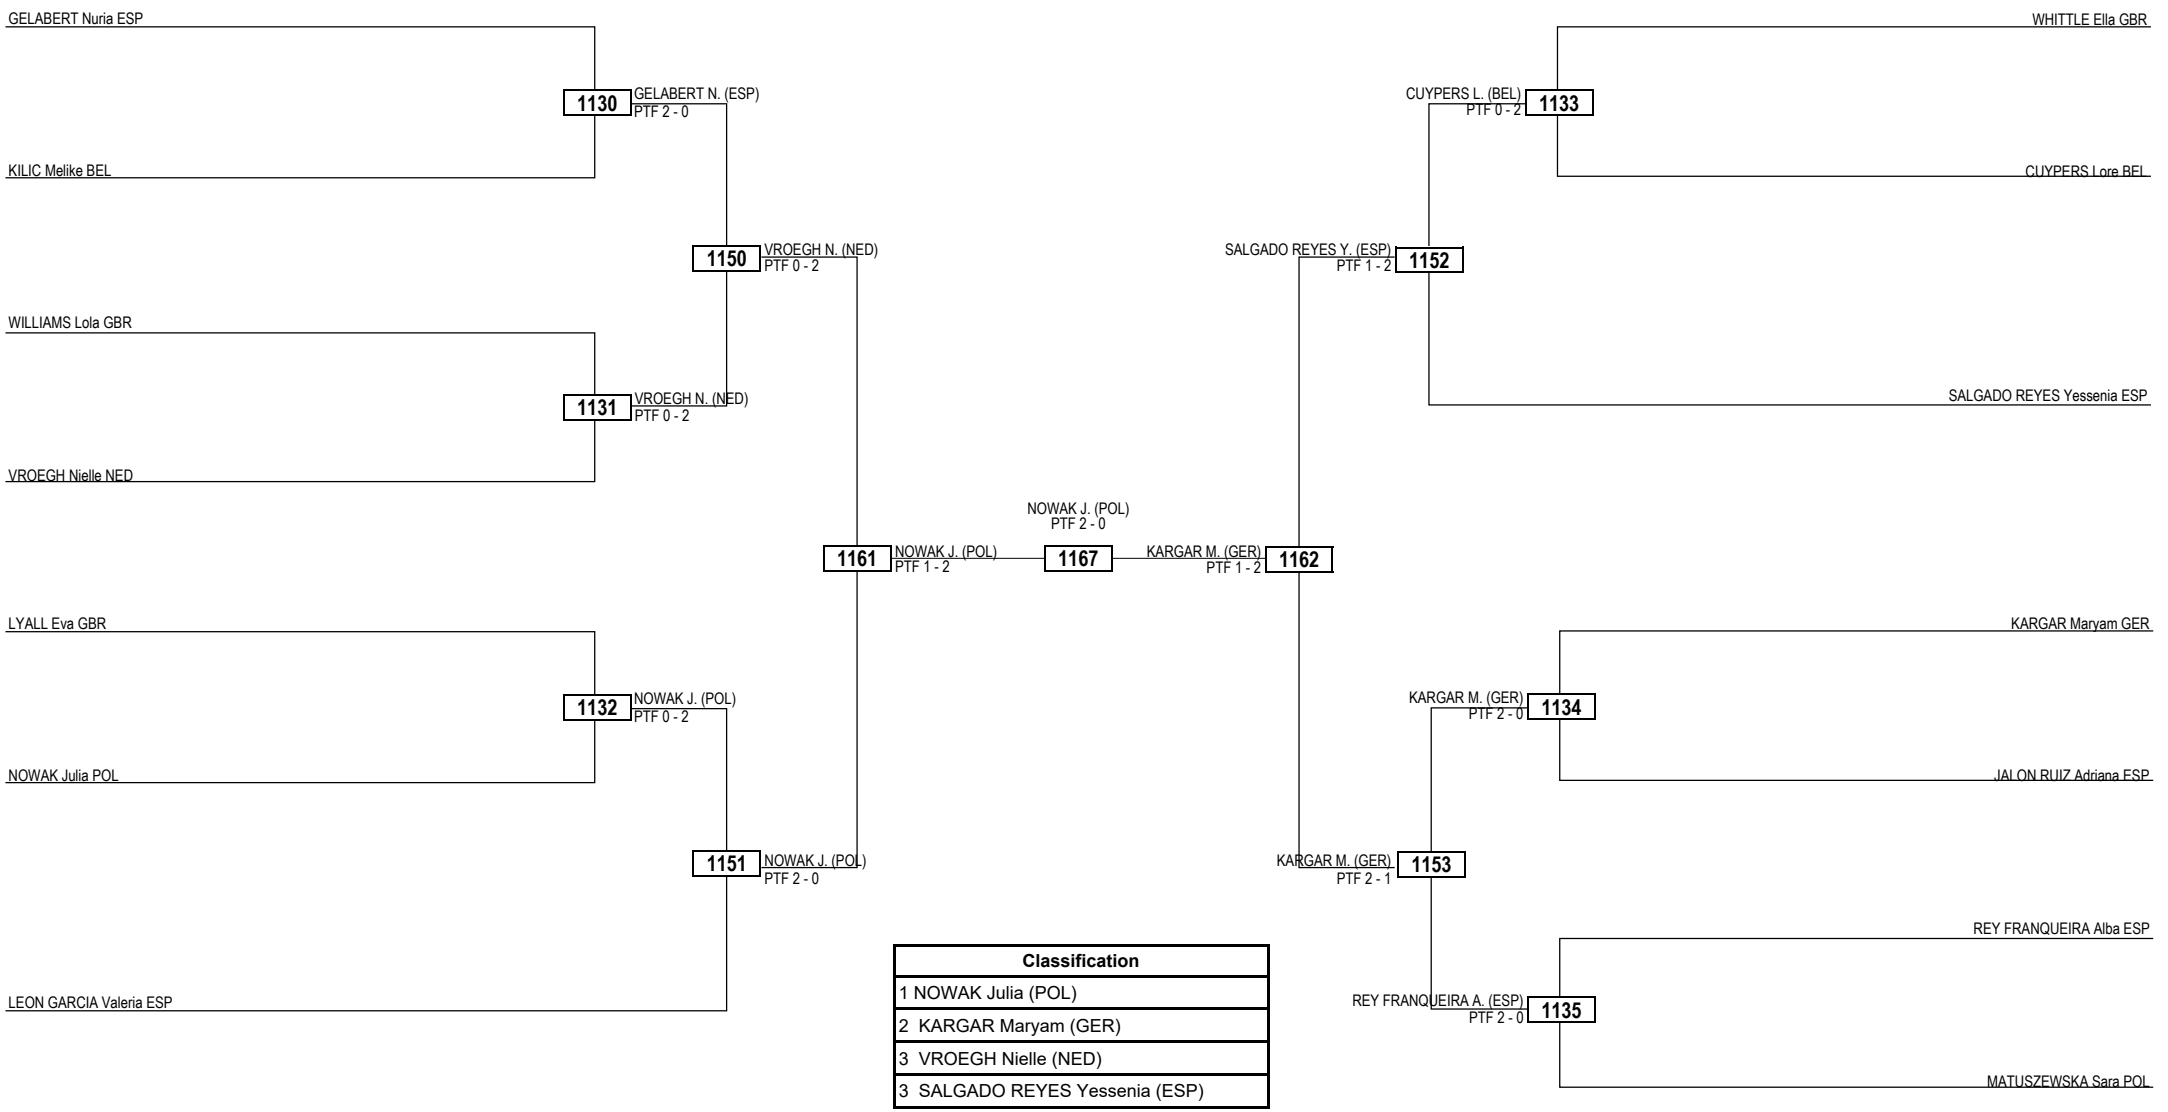 GELABERT Nuria ESP
WHITTLE Ella GBR
1130
GELABERT N. (ESP)
PTF 2 - 0
CUYPERS L. (BEL)
PTF 0 - 2
1133
KILIC Melike BEL
CUYPERS Lore BEL
1150
VROEGH N. (NED)
PTF 0 - 2
SALGADO REYES Y. (ESP)
PTF 1 - 2
1152
WILLIAMS Lola GBR
1131
VROEGH N. (NED)
PTF 0 - 2
SALGADO REYES Yessenia ESP
VROEGH Nielle NED
NOWAK J. (POL)
PTF 2 - 0
1161
NOWAK J. (POL)
PTF 1 - 2
1167
KARGAR M. (GER)
PTF 1 - 2
1162
LYALL Eva GBR
KARGAR Maryam GER
1132
NOWAK J. (POL)
PTF 0 - 2
KARGAR M. (GER)
PTF 2 - 0
1134
NOWAK Julia POL
JALON RUIZ Adriana ESP
1151
NOWAK J. (POL)
PTF 2 - 0
KARGAR M. (GER)
PTF 2 - 1
1153
REY FRANQUEIRA Alba ESP
LEON GARCIA Valeria ESP
REY FRANQUEIRA A. (ESP)
PTF 2 - 0
1135
MATUSZEWSKA Sara POL
Classification
1 NOWAK Julia (POL)
2 KARGAR Maryam (GER)
3 VROEGH Nielle (NED)
3 SALGADO REYES Yessenia (ESP)